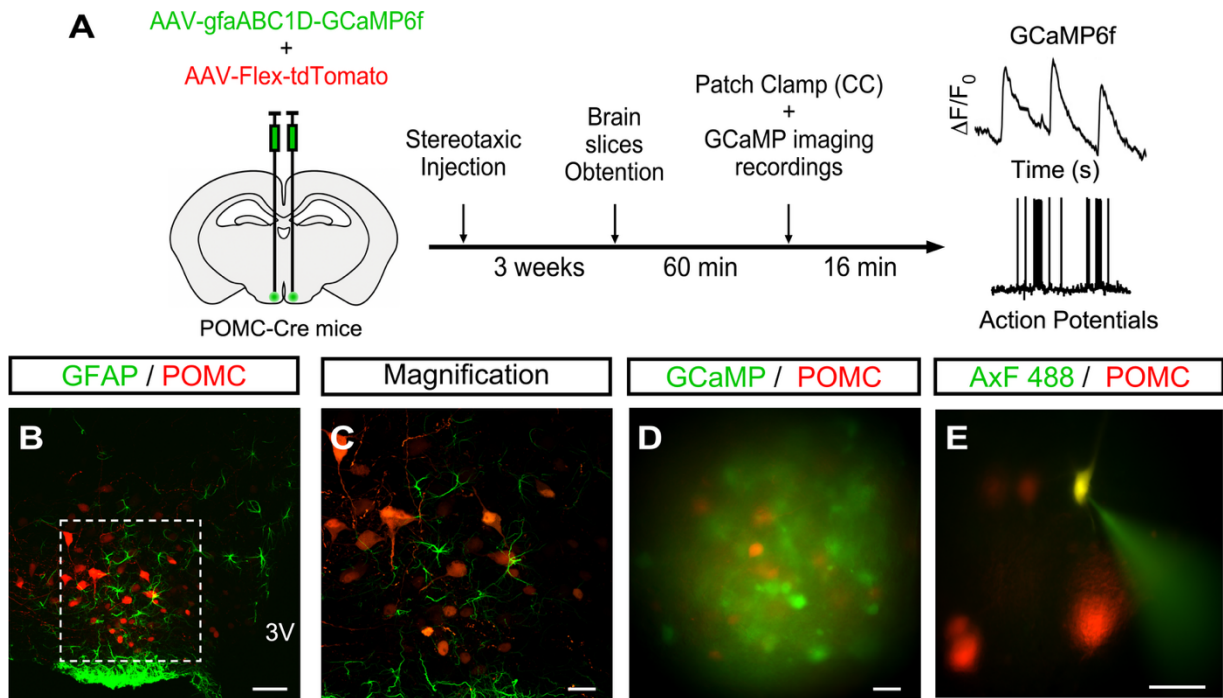 A
AAV-gfaABC1D-GCaMP6f
+
AAV-Flex-tdTomato
POMC-Cre mice
Stereotaxic
Injection
Brain
slices
Obtention
Patch Clamp (CC)
+
GCaMP imaging
recordings
3 weeks
60 min
16 min
GCaMP6f
ΔF/F₀
Time (s)
Action Potentials
GFAP / POMC
Magnification
GCaMP / POMC
AxF 488 / POMC
B
3V
C
D
E